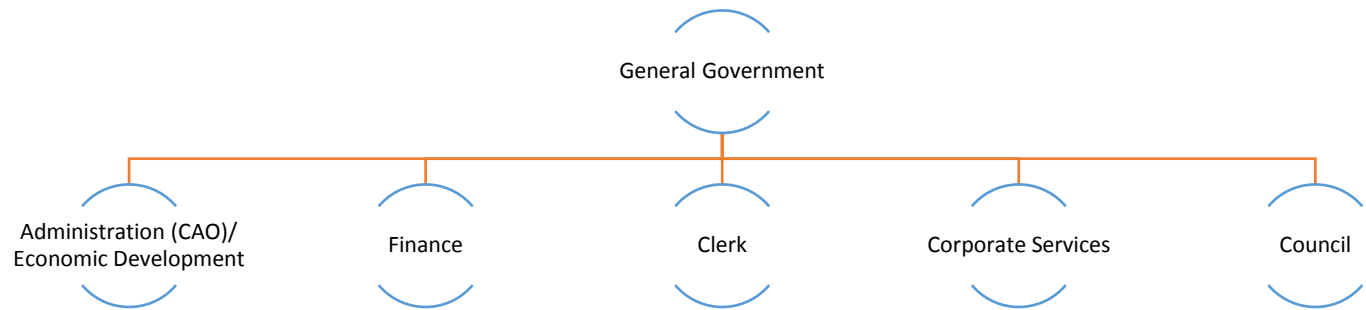 General Government
Administration (CAO)/
Economic Development
Finance
Clerk
Corporate Services
Council